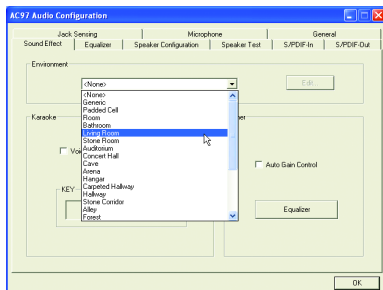 AC97 Audio Configuration
Jack Sensing Microphone General
Sound Effect Equalizer Speaker Configuration Speaker Test S/PDIF-In S/PDIF-Out
Environment
<None>
Edit...
<None>
Generic
Padded Cell
Room
Bathroom
Living Room
Stone Room
Auditorium
Concert Hall
Cave
Arena
Hangar
Carpeted Hallway
Hallway
Stone Corridor
Alley
Forest
Karaoke
KEY
Auto Gain Control
Equalizer
OK